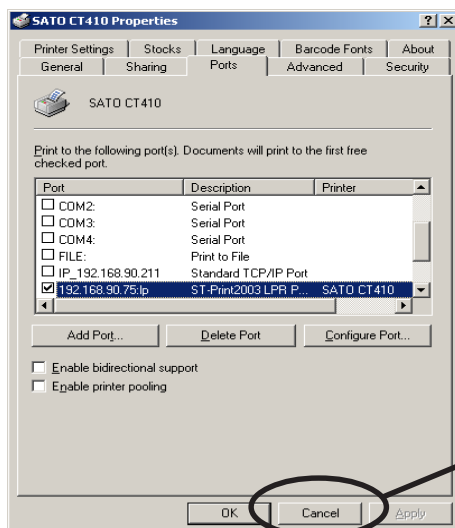 SATO CT410 Properties
Printer Settings Stocks Language Barcode Fonts About
General Sharing Ports Advanced Security
SATO CT410
Print to the following port(s). Documents will print to the first free
checked port.
Port Description Printer
COM2: Serial Port
COM3: Serial Port
COM4: Serial Port
FILE: Print to File
IP_192.168.90.211 Standard TCP/IP Port
192.168.90.75:lp ST-Print2003 LPR P... SATO CT410
Add Port... Delete Port Configure Port...
Enable bidirectional support
Enable printer pooling
OK Cancel Apply